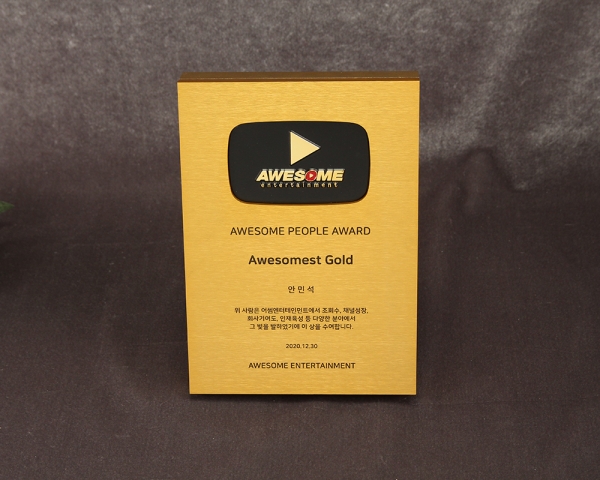 AWESOME
entertainment
AWESOME PEOPLE AWARD
Awesomest Gold
안 민 석
위 사람은 어썸엔터테인먼트에서 조회수, 채널성장,
회사기여도, 인재육성 등 다양한 분야에서
그 빛을 발하였기에 이 상을 수여합니다.
2020.12.30
AWESOME ENTERTAINMENT